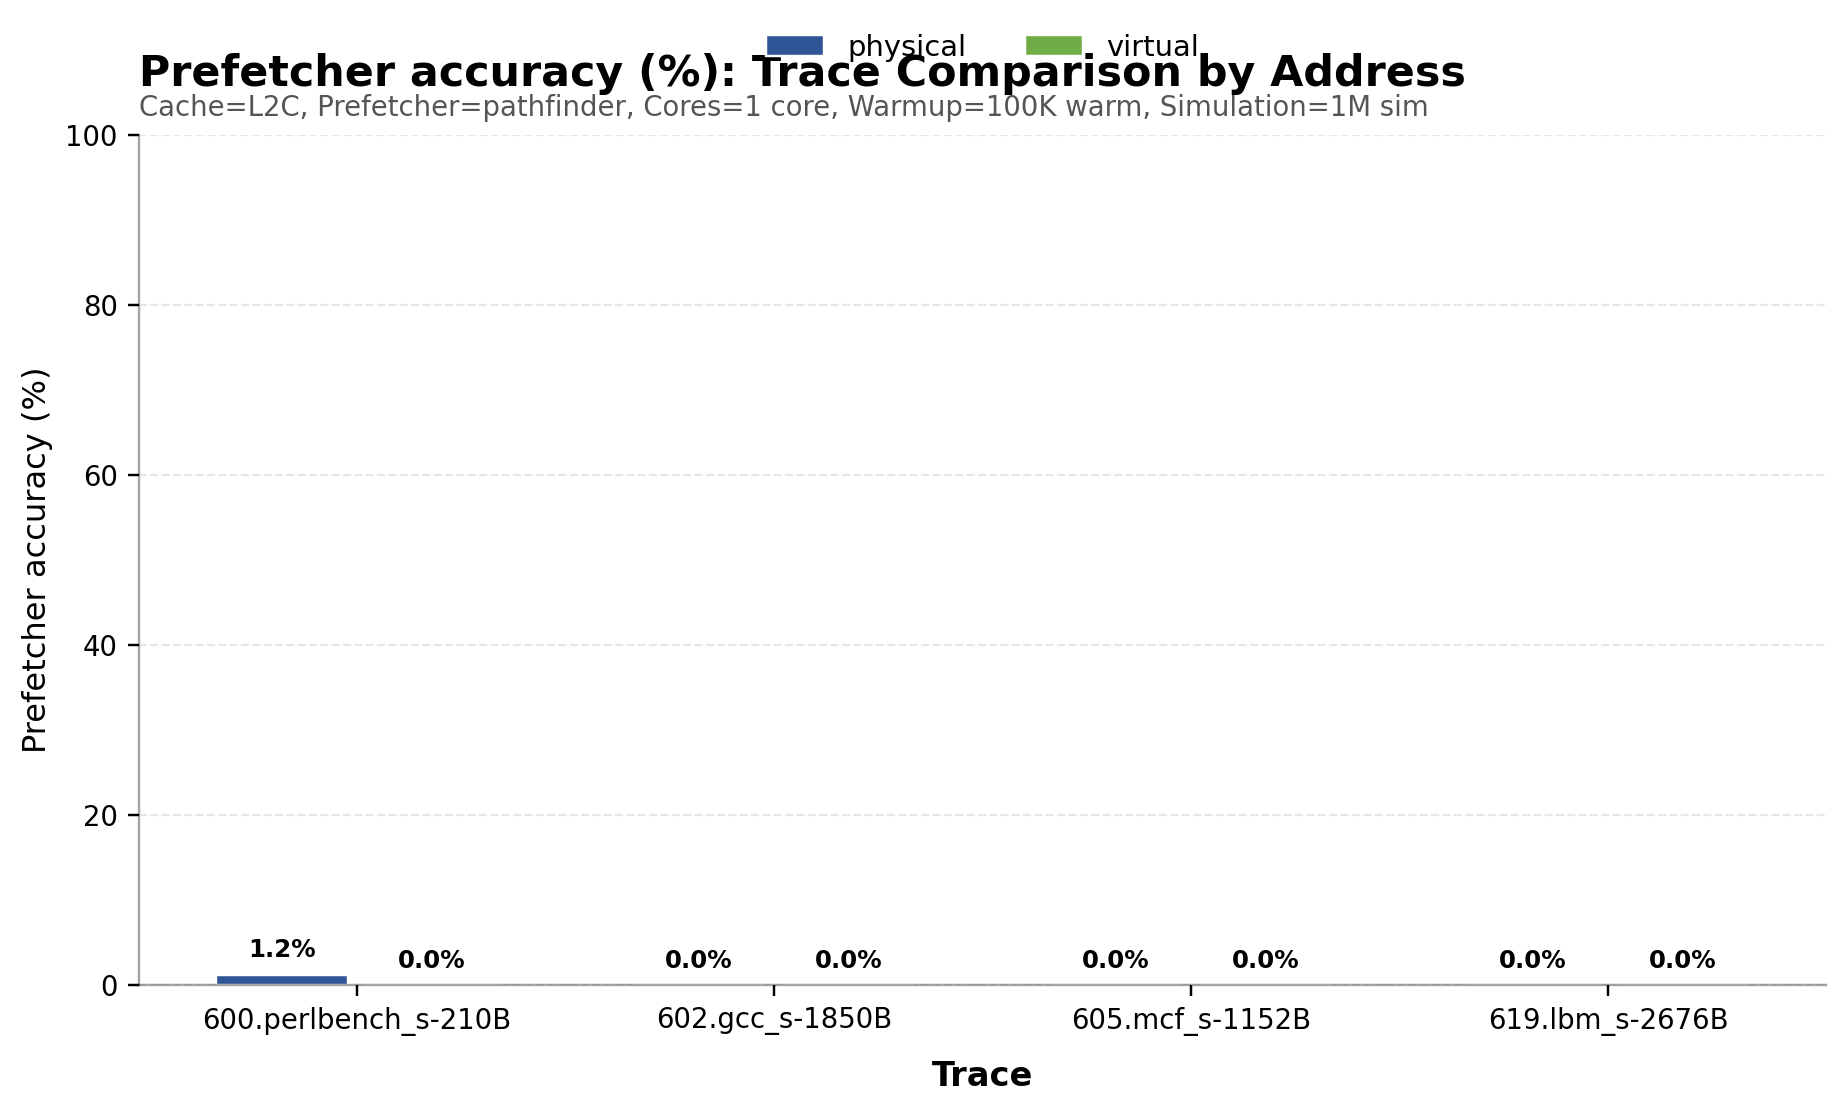 physical virtual
Prefetcher accuracy (%): Trace Comparison by Address
Cache=L2C, Prefetcher=pathfinder, Cores=1 core, Warmup=100K warm, Simulation=1M sim
100
80
60
40
20
0
Prefetcher accuracy (%)
1.2% 0.0% 0.0% 0.0% 0.0% 0.0% 0.0% 0.0%
600.perlbench_s-210B 602.gcc_s-1850B 605.mcf_s-1152B 619.lbm_s-2676B
Trace